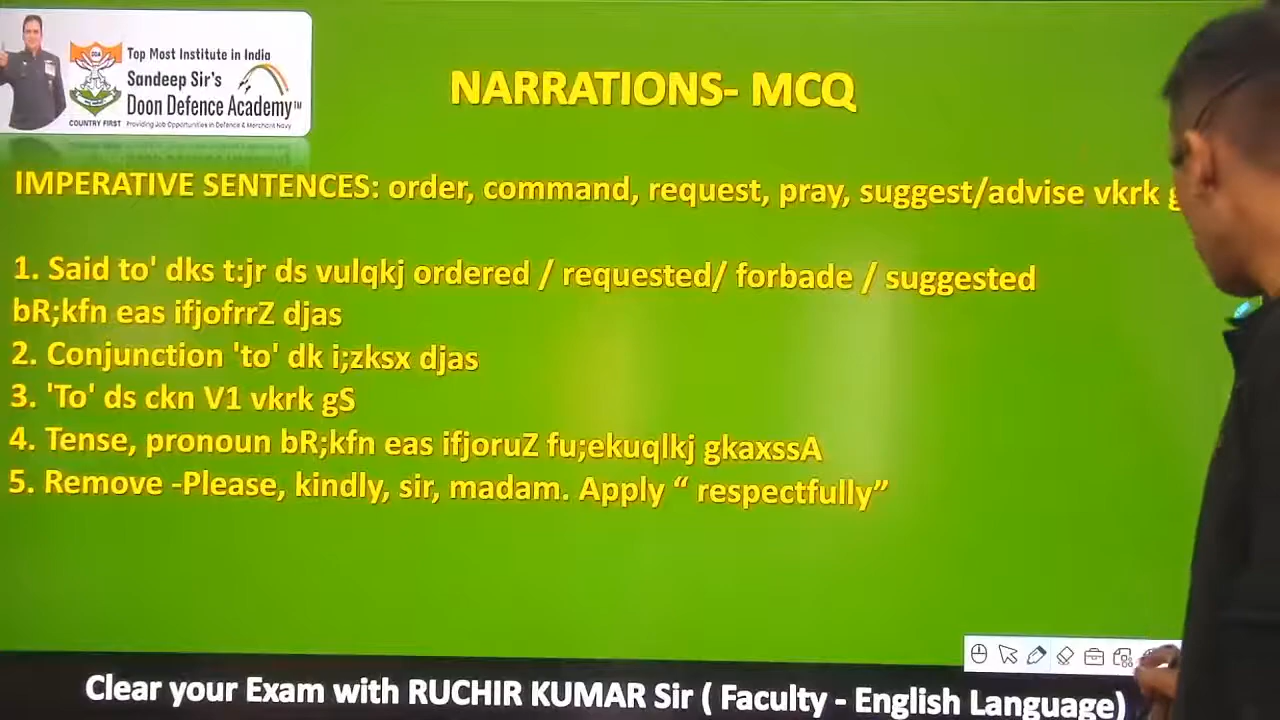 Top Most Institute in India
Sandeep Sir's
Doon Defence Academy™
COUNTRY FIRST
Providing Job Opportunities in Defence & Merchant Navy
NARRATIONS- MCQ
IMPERATIVE SENTENCES: order, command, request, pray, suggest/advise vkrk
1. Said to' dks t:jr ds vulqkj ordered / requested/ forbade / suggested
bR;kfn eas ifjofrrZ djas
2. Conjunction 'to' dk i;zksx djas
3. 'To' ds ckn V1 vkrk gS
4. Tense, pronoun bR;kfn eas ifjoruZ fu;ekuqlkj gkaxssA
5. Remove -Please, kindly, sir, madam. Apply “ respectfully”
Clear your Exam with RUCHIR KUMAR Sir ( Faculty - English Language)